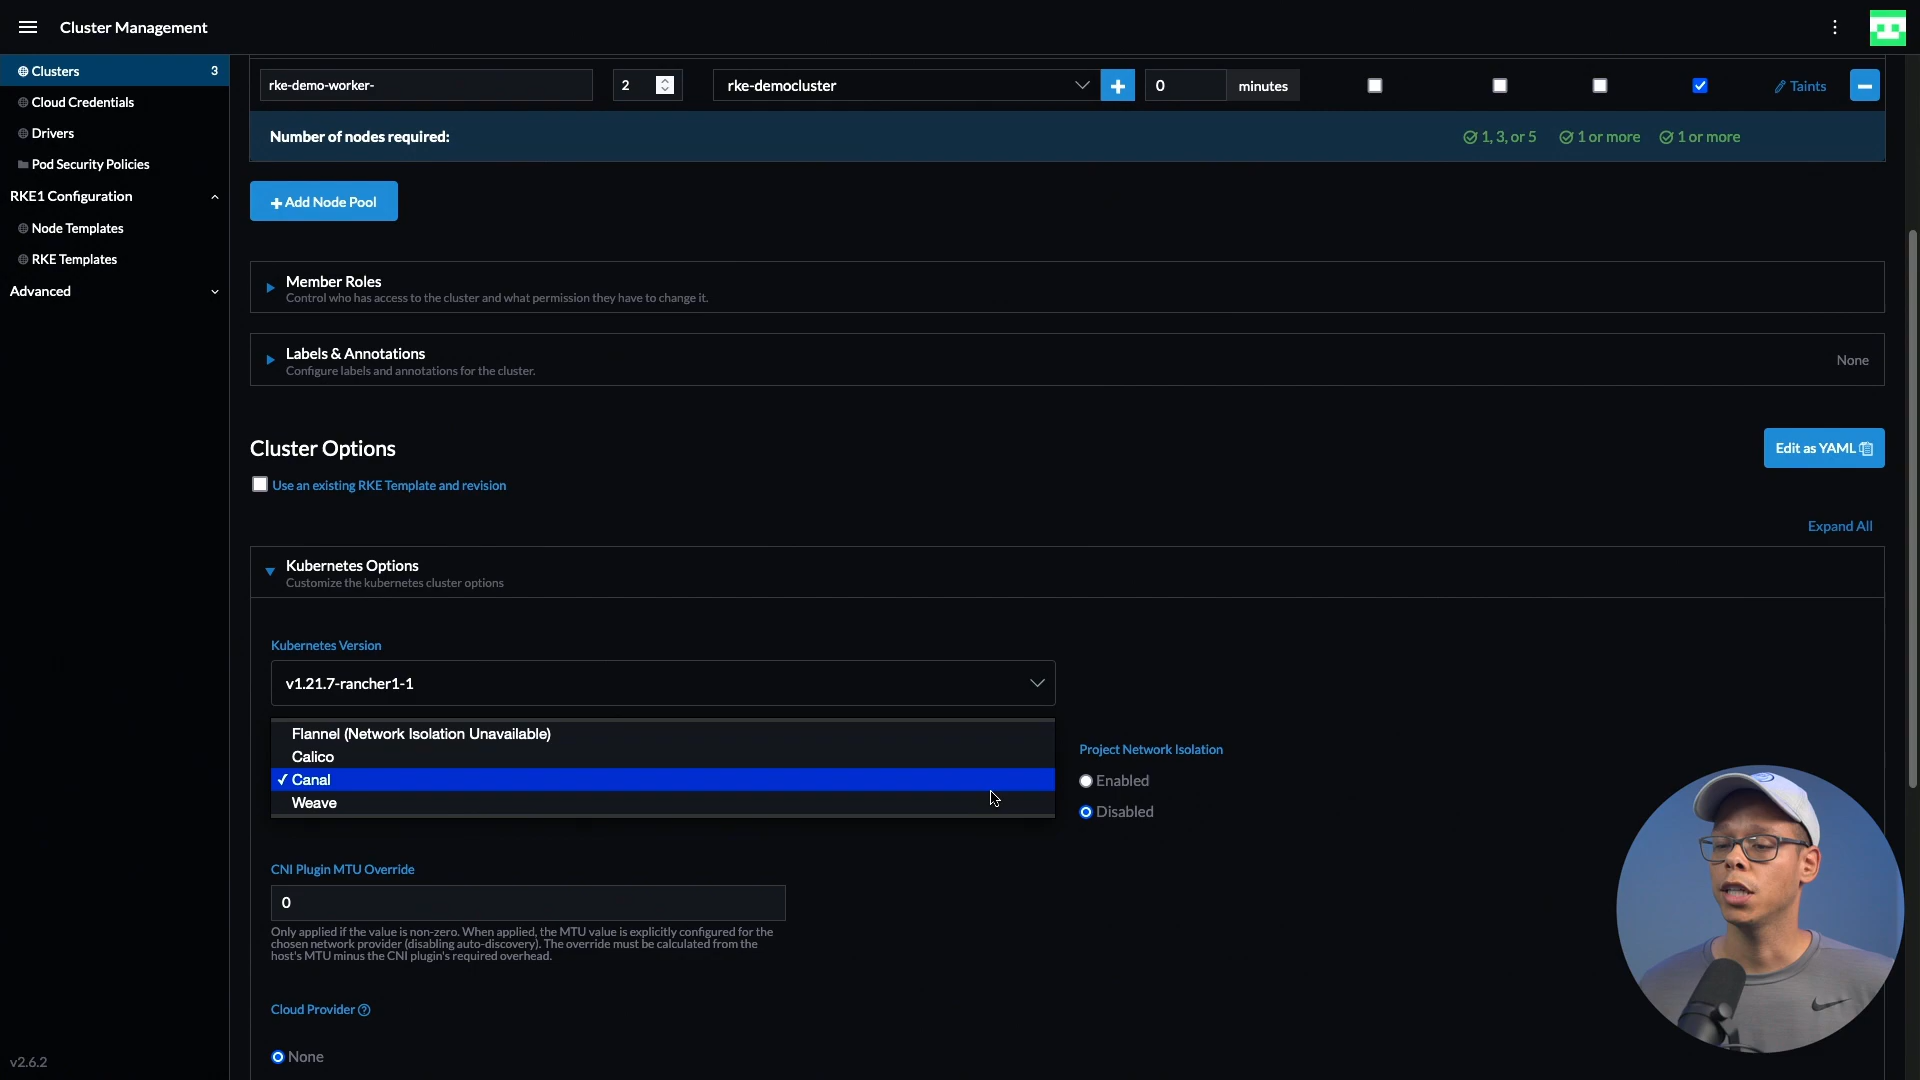 Cluster Management
Clusters 3
Cloud Credentials
Drivers
Pod Security Policies
RKE1 Configuration
Node Templates
RKE Templates
Advanced
v2.6.2
rke-demo-worker- 2 rke-democluster 0 minutes Taints
Number of nodes required: 1, 3, or 5 1 or more 1 or more
Add Node Pool
Member Roles
Control who has access to the cluster and what permission they have to change it.
Labels & Annotations
Configure labels and annotations for the cluster.
None
Cluster Options
Edit as YAML
Use an existing RKE Template and revision
Expand All
Kubernetes Options
Customize the kubernetes cluster options
Kubernetes Version
v1.21.7-rancher1-1
Flannel (Network Isolation Unavailable)
Calico
✓ Canal
Weave
Project Network Isolation
Enabled
Disabled
CNI Plugin MTU Override
0
Only applied if the value is non-zero. When applied, the MTU value is explicitly configured for the
chosen network provider (disabling auto-discovery). The override must be calculated from the
host's MTU minus the CNI plugin's required overhead.
Cloud Provider
None